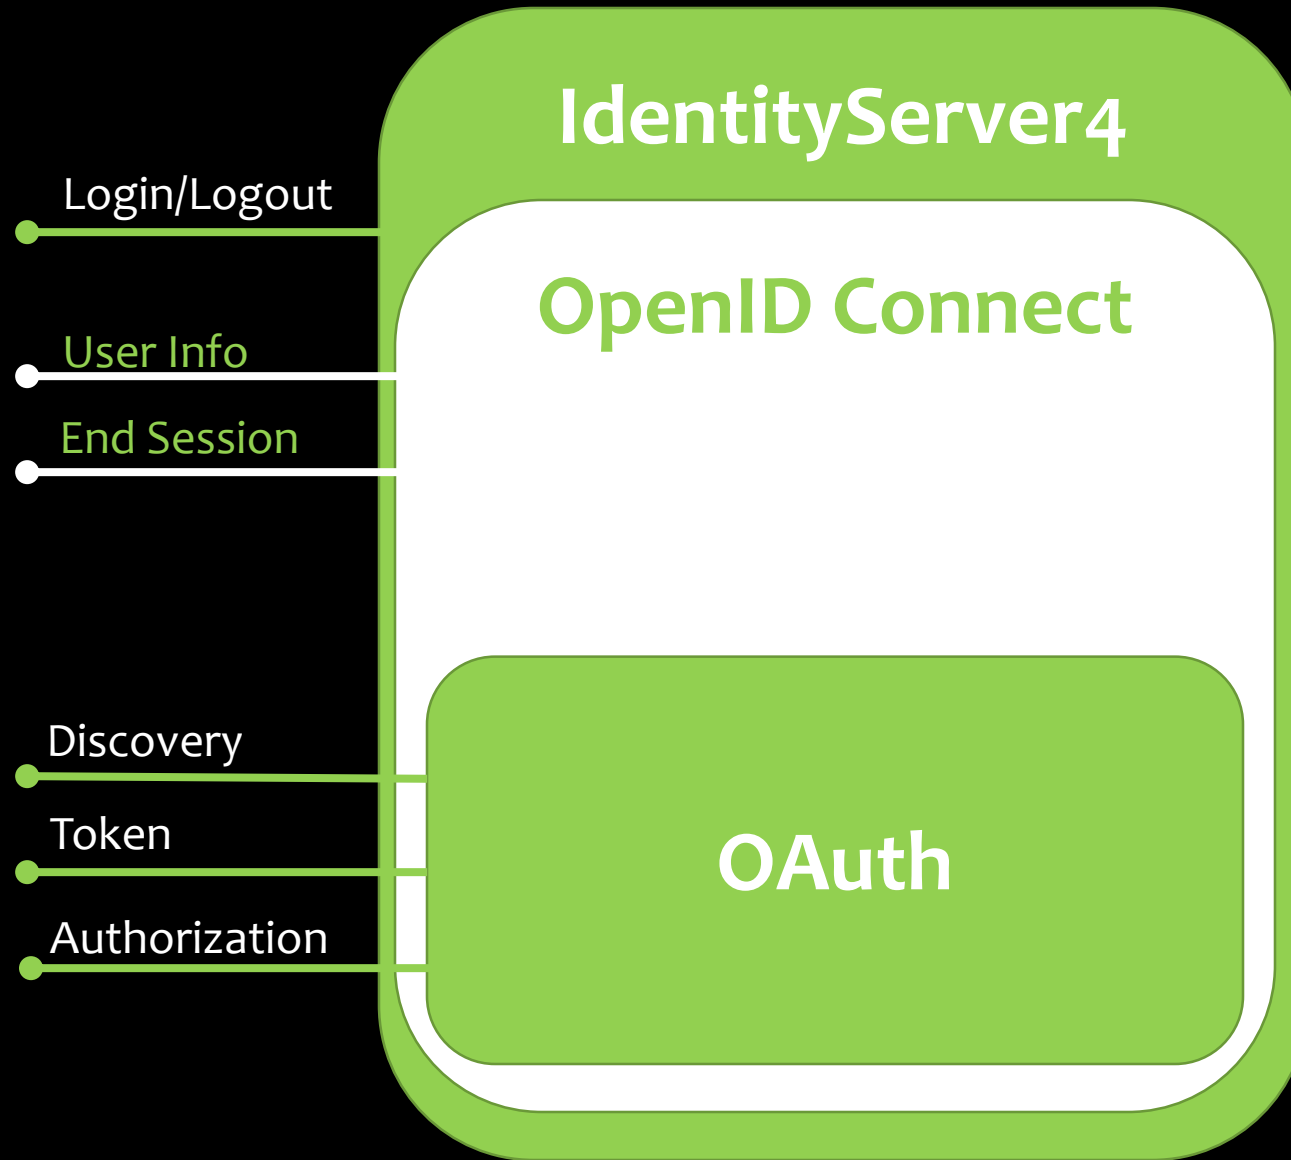 IdentityServer4
Login/Logout
OpenID Connect
User Info
End Session
Discovery
Token
OAuth
Authorization